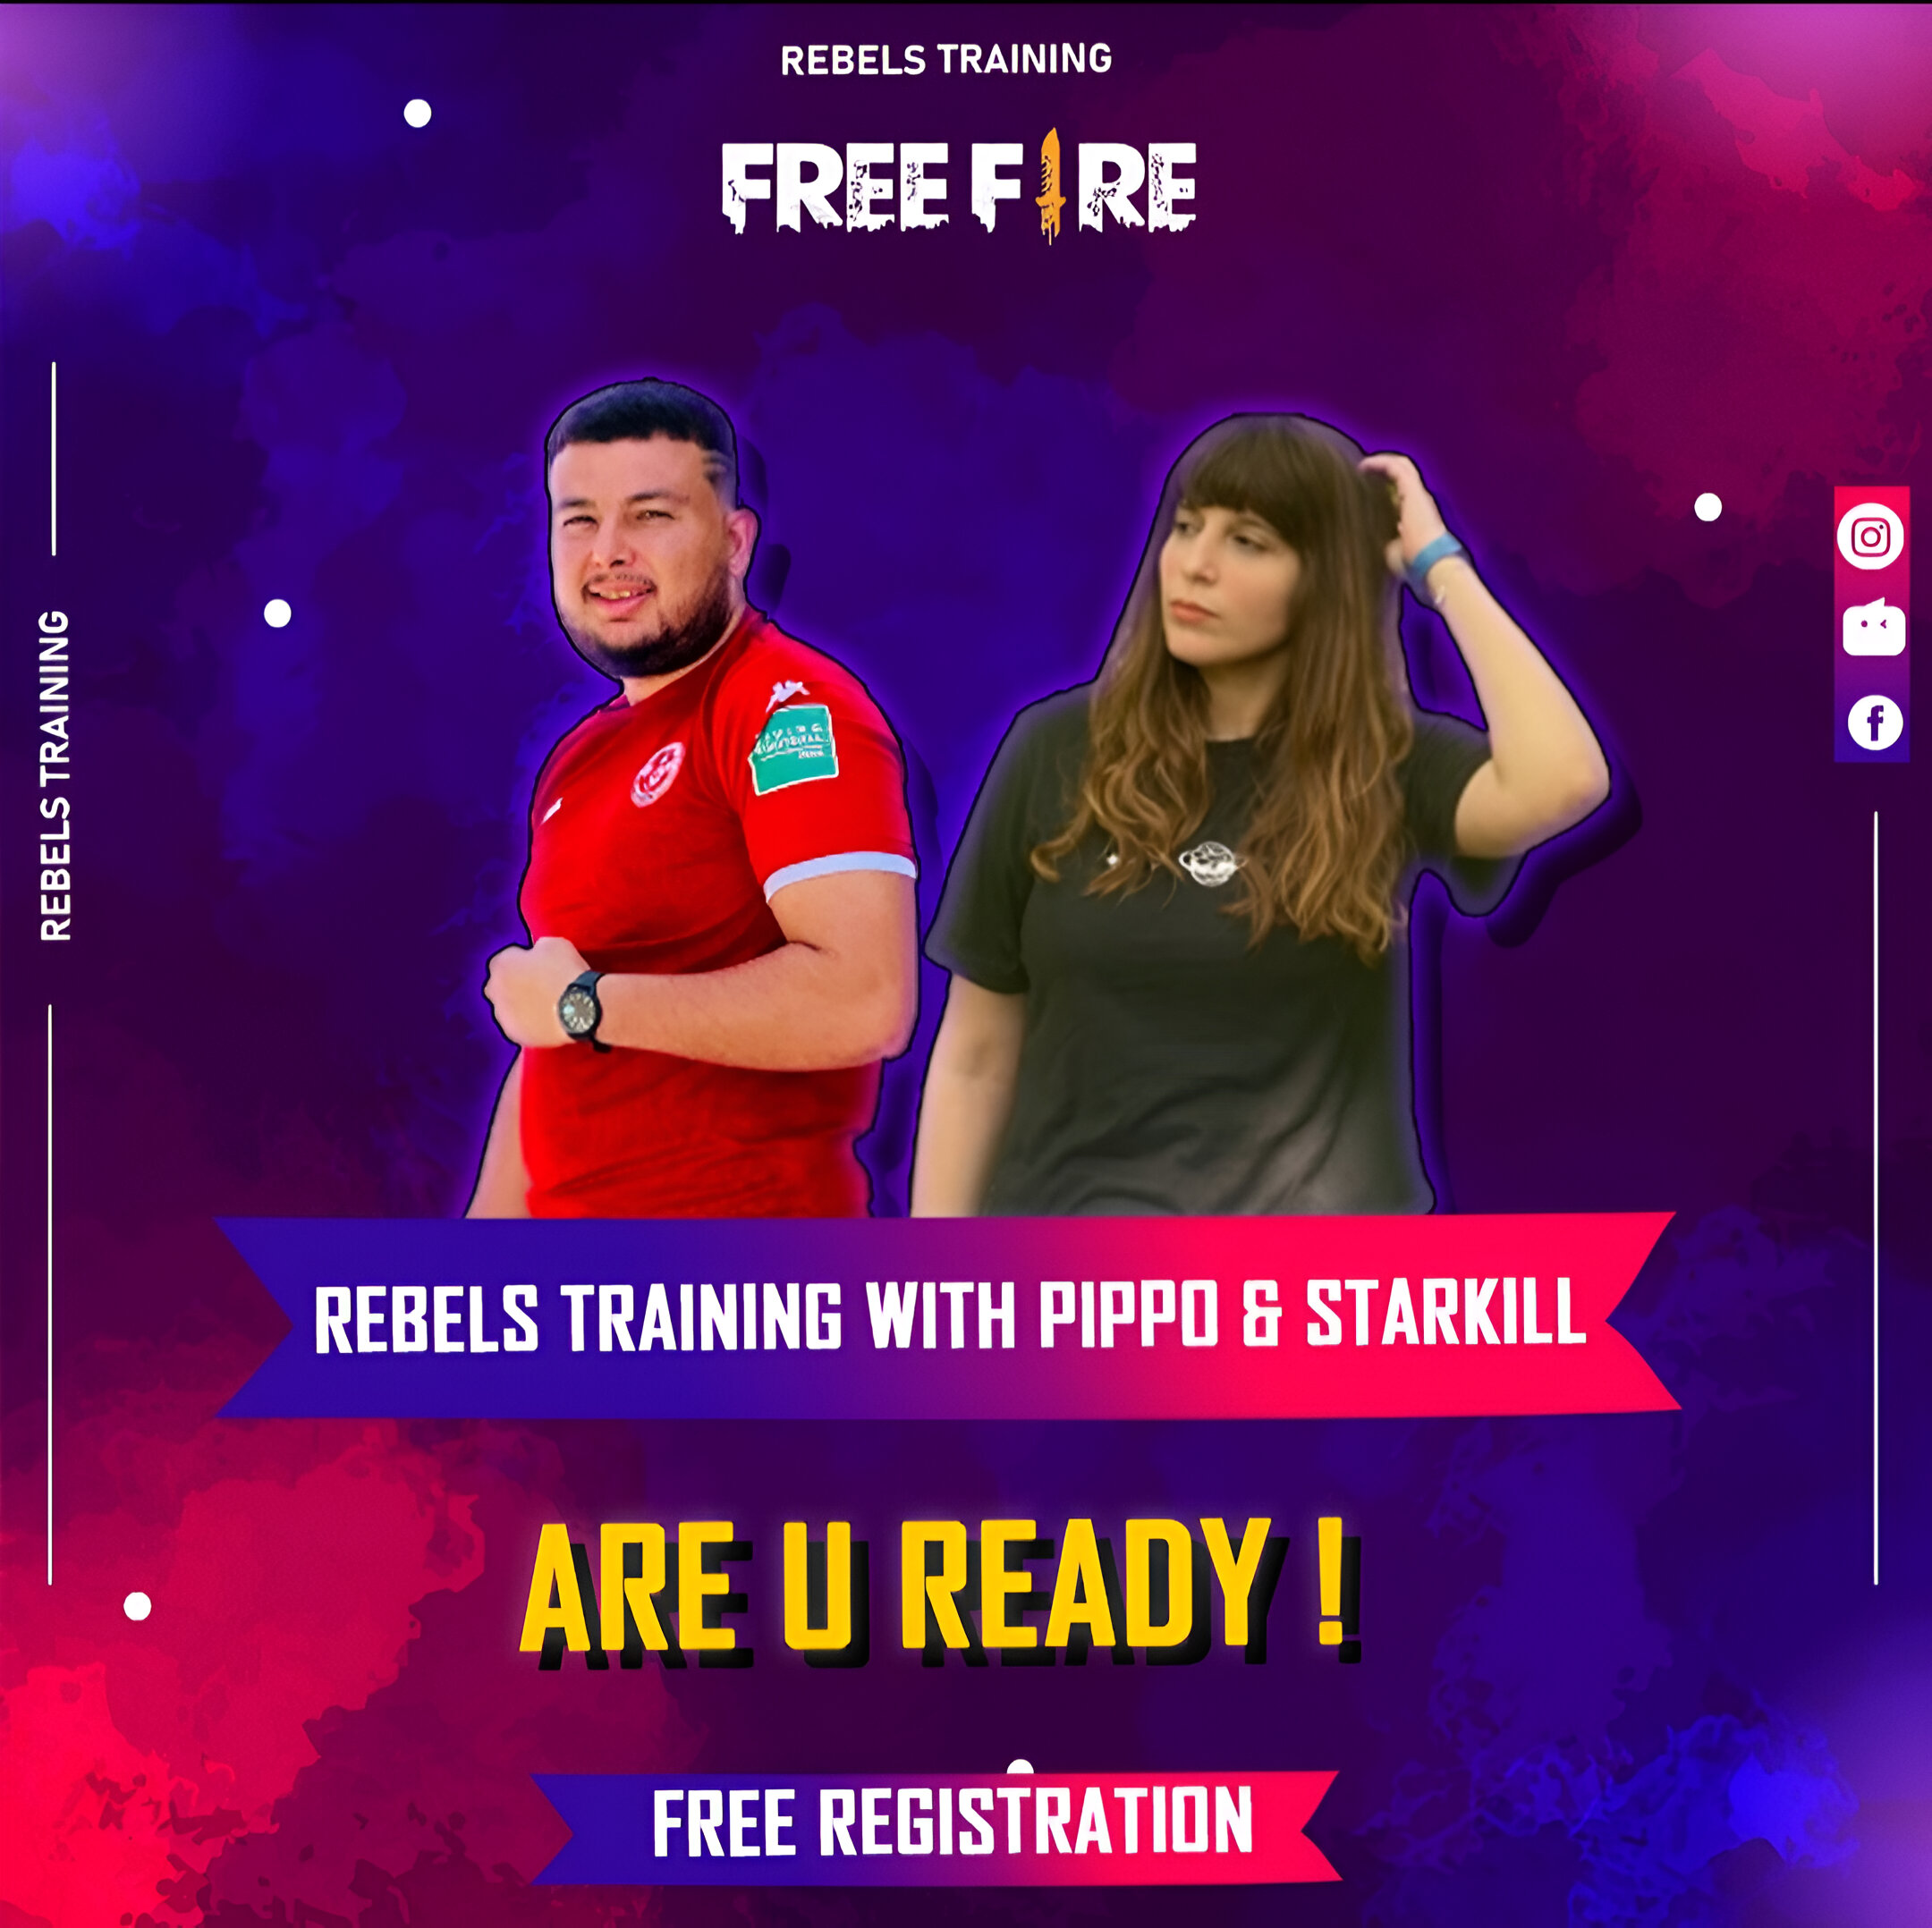 REBELS TRAINING
FREE FIRE
REBELS TRAINING
REBELS TRAINING WITH PIPPO & STARKILL
ARE U READY !
FREE REGISTRATION